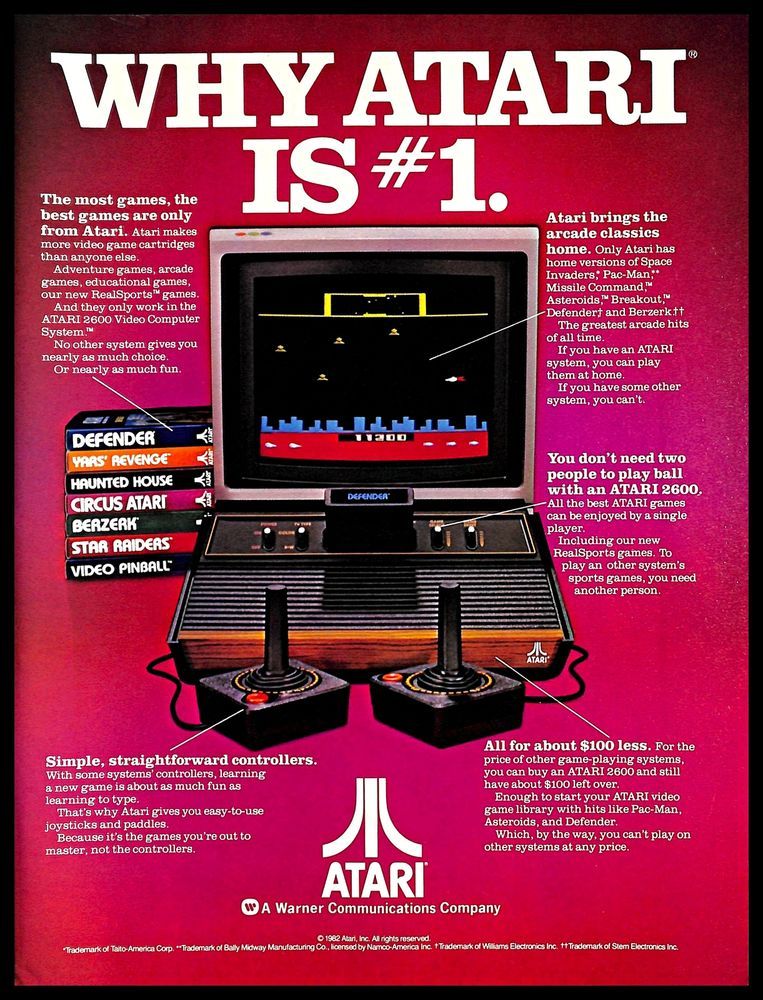 WHY ATARI®
IS #1.
The most games, the
best games are only
from Atari. Atari makes
more video game cartridges
than anyone else.
Adventure games, arcade
games, educational games,
our new RealSports™ games.
And they only work in the
ATARI 2600 Video Computer
System.™
No other system gives you
nearly as much choice.
Or nearly as much fun.
Atari brings the
arcade classics
home. Only Atari has
home versions of Space
Invaders,* Pac-Man,**
Missile Command,™
Asteroids,™ Breakout,™
Defender† and Berzerk.††
The greatest arcade hits
of all time.
If you have an ATARI
system, you can play
them at home.
If you have some other
system, you can't.
11200
DEFENDER
YARS' REVENGE
HAUNTED HOUSE
CIRCUS ATARI
BERZERK
STAR RAIDERS
VIDEO PINBALL™
DEFENDER
You don't need two
people to play ball
with an ATARI 2600.
All the best ATARI games
can be enjoyed by a single
player.
Including our new
RealSports games. To
play an other system's
sports games, you need
another person.
ATARI
Simple, straightforward controllers.
With some systems' controllers, learning
a new game is about as much fun as
learning to type.
That's why Atari gives you easy-to-use
joysticks and paddles.
Because it's the games you're out to
master, not the controllers.
All for about $100 less. For the
price of other game-playing systems,
you can buy an ATARI 2600 and still
have about $100 left over.
Enough to start your ATARI video
game library with hits like Pac-Man,
Asteroids, and Defender.
Which, by the way, you can't play on
other systems at any price.
ATARI®
W A Warner Communications Company
© 1982 Atari, Inc. All rights reserved.
*Trademark of Taito-America Corp. **Trademark of Bally Midway Manufacturing Co., licensed by Namco-America Inc. †Trademark of Williams Electronics Inc. ††Trademark of Stern Electronics Inc.